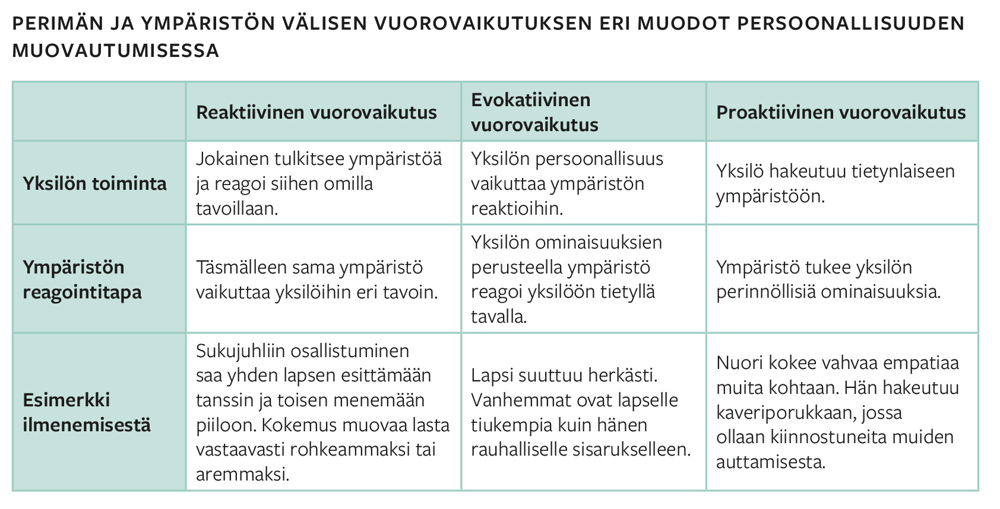 PERIMÄN JA YMPÄRISTÖN VÄLISEN VUOROVAIKUTUKSEN ERI MUODOT PERSOONALLISUUDEN
MUOVAUTUMISESSA
Reaktiivinen vuorovaikutus
Evokatiivinen
vuorovaikutus
Proaktiivinen vuorovaikutus
Yksilön toiminta
Jokainen tulkitsee ympäristöä
ja reagoi siihen omilla
tavoillaan.
Yksilön persoonallisuus
vaikuttaa ympäristön
reaktioihin.
Yksilö hakeutuu tietynlaiseen
ympäristöön.
Ympäristön
reagointitapa
Täsmälleen sama ympäristö
vaikuttaa yksilöihin eri tavoin.
Yksilön ominaisuuksien
perusteella ympäristö
reagoi yksilöön tietyllä
tavalla.
Ympäristö tukee yksilön
perinnöllisiä ominaisuuksia.
Esimerkki
ilmenemisestä
Sukujuhliin osallistuminen
saa yhden lapsen esittämään
tanssin ja toisen menemään
piiloon. Kokemus muovaa lasta
vastaavasti rohkeammaksi tai
aremmaksi.
Lapsi suuttuu herkästi.
Vanhemmat ovat lapselle
tiukempia kuin hänen
rauhalliselle sisarukselleen.
Nuori kokee vahvaa empatiaa
muita kohtaan. Hän hakeutuu
kaveriporukkaan, jossa
ollaan kiinnostuneita muiden
auttamisesta.